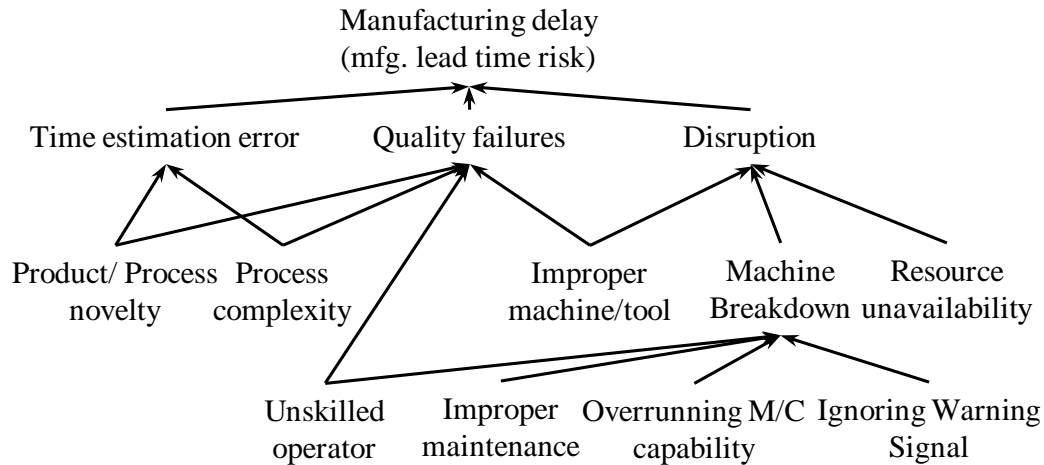 Manufacturing delay
(mfg. lead time risk)
Time estimation error
Quality failures
Disruption
Product/ Process
novelty
Process
complexity
Improper
machine/tool
Machine
Breakdown
Resource
unavailability
Unskilled
operator
Improper
maintenance
Overrunning M/C
capability
Ignoring Warning
Signal